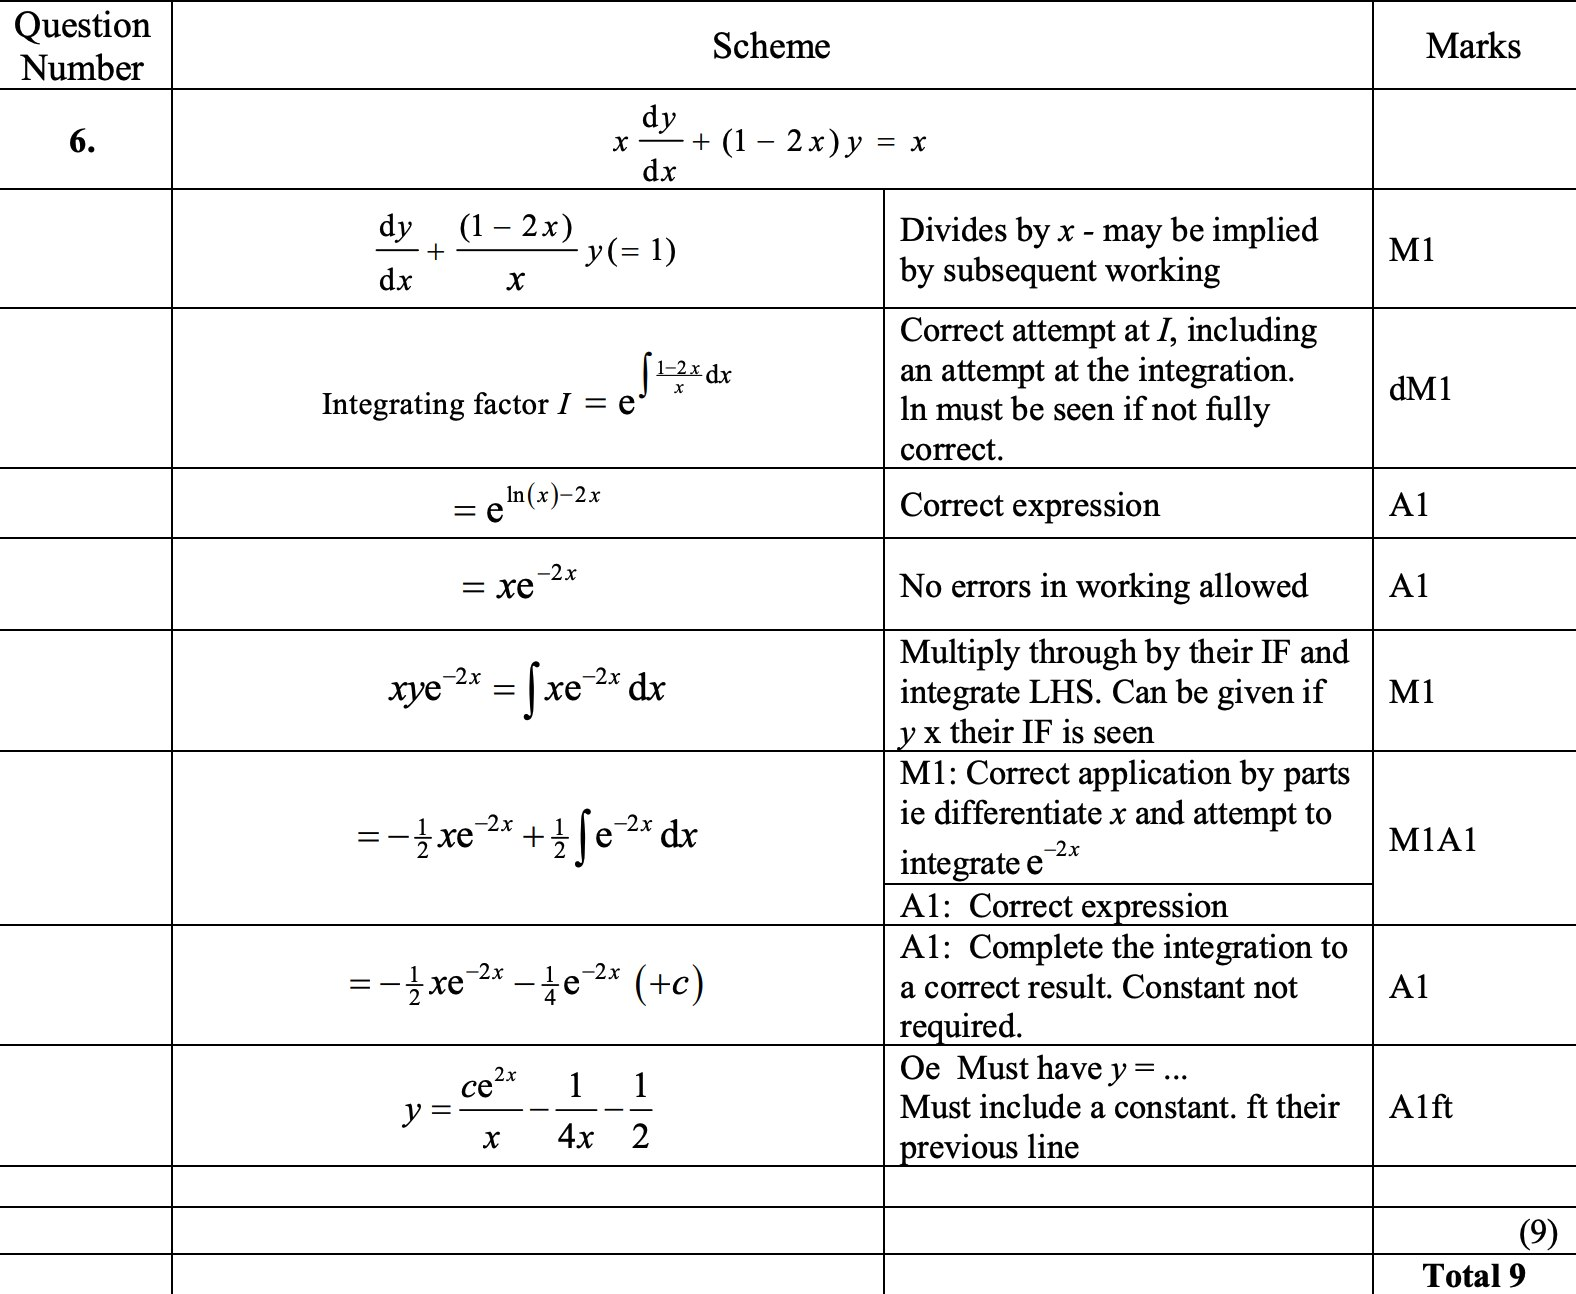 Question Number Scheme Marks
6. x dy/dx + (1 − 2x)y = x
dy/dx + (1 − 2x)/x y(= 1) Divides by x - may be implied M1
by subsequent working
Integrating factor I = e^(∫ (1−2x)/x dx) Correct attempt at I, including dM1
an attempt at the integration.
ln must be seen if not fully
correct.
= e^(ln(x)−2x) Correct expression A1
= xe^(−2x) No errors in working allowed A1
xye^(−2x) = ∫xe^(−2x) dx Multiply through by their IF and M1
integrate LHS. Can be given if
y x their IF is seen
= −½xe^(−2x) + ½∫e^(−2x) dx M1: Correct application by parts M1A1
ie differentiate x and attempt to
integrate e^(−2x)
A1: Correct expression
= −½xe^(−2x) − ¼e^(−2x) (+c) A1: Complete the integration to A1
a correct result. Constant not
required.
y = ce^(2x)/x − 1/4x − 1/2 Oe Must have y = ... A1ft
Must include a constant. ft their
previous line
(9)
Total 9